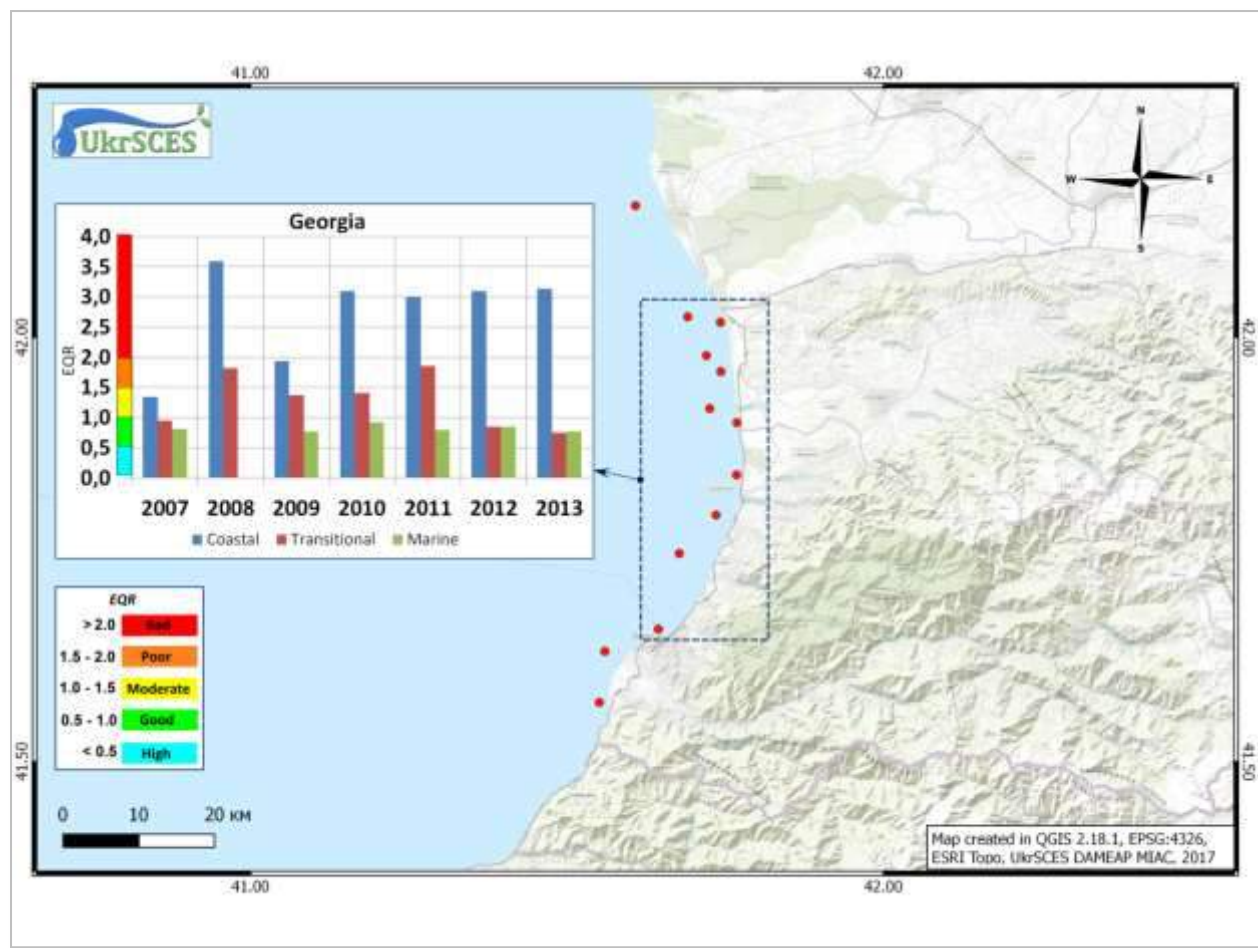 41.00
42.00
UkrSCES
N
W
E
S
Georgia
4,0
3,5
3,0
2,5
2,0
1,5
1,0
0,5
0,0
EQR
2007 2008 2009 2010 2011 2012 2013
Coastal Transitional Marine
42.00
42.00
EQR
> 2.0 Bad
1.5 - 2.0 Poor
1.0 - 1.5 Moderate
0.5 - 1.0 Good
< 0.5 High
41.50
41.50
0 10 20 км
Map created in QGIS 2.18.1, EPSG:4326,
ESRI Topo, UkrSCES DAMEAP MIAC, 2017
41.00
42.00